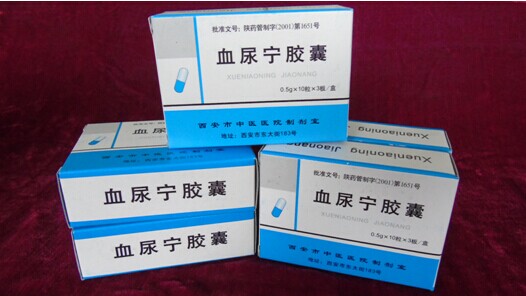 批准文号:陕药管制字(2001)第1651号
血尿宁胶囊
XUENIAONING JIAONANG
0.5g×10粒×3板/盒
西安市中医医院制剂室
地址:西安市东大街183号
血尿宁胶囊
血尿宁胶囊
Xueniaoning
Jiaonang
批准文号:陕药管制字(2001)第1651号
血尿宁胶囊
XUENIAONING JIAONANG
0.5g×10粒×3板/盒
西安市中医医院制剂室
地址:西安市东大街183号